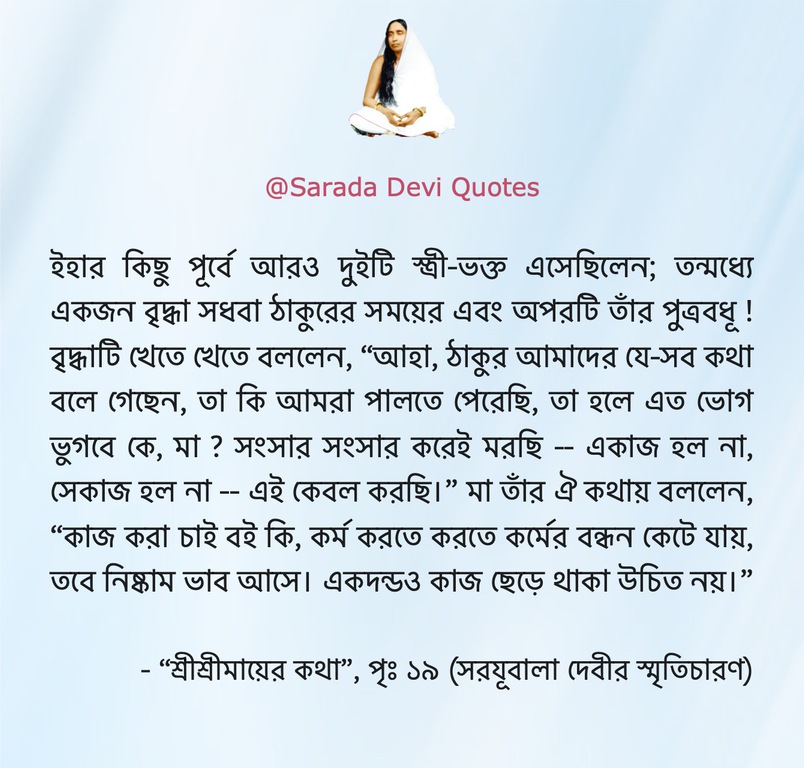 @Sarada Devi Quotes
ইহার কিছু পূর্বে আরও দুইটি স্ত্রী-ভক্ত এসেছিলেন; তন্মধ্যে
একজন বৃদ্ধা সধবা ঠাকুরের সময়ের এবং অপরটি তাঁর পুত্রবধূ !
বৃদ্ধাটি খেতে খেতে বললেন, “আহা, ঠাকুর আমাদের যে-সব কথা
বলে গেছেন, তা কি আমরা পালতে পেরেছি, তা হলে এত ভোগ
ভুগবে কে, মা ? সংসার সংসার করেই মরছি -- একাজ হল না,
সেকাজ হল না -- এই কেবল করছি।” মা তাঁর ঐ কথায় বললেন,
“কাজ করা চাই বই কি, কর্ম করতে করতে কর্মের বন্ধন কেটে যায়,
তবে নিষ্কাম ভাব আসে। একদন্ডও কাজ ছেড়ে থাকা উচিত নয়।”
- “শ্রীশ্রীমায়ের কথা”, পৃঃ ১৯ (সরযূবালা দেবীর স্মৃতিচারণ)